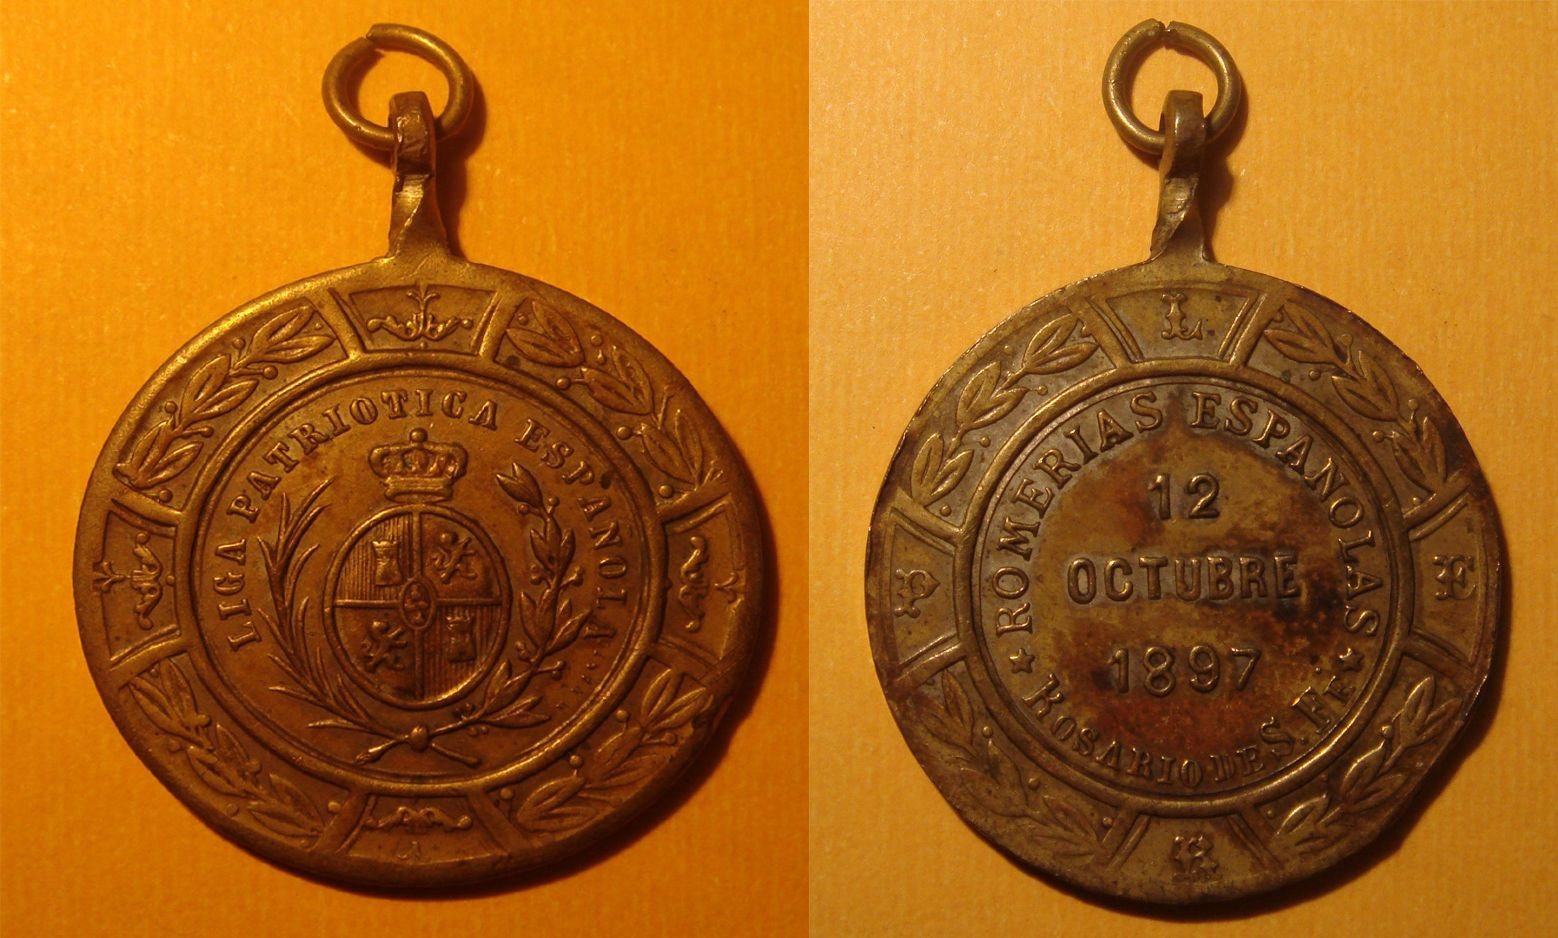 LIGA PATRIOTICA ESPAÑOLA
L
P
E
R
ROMERIAS ESPAÑOLAS
12
OCTUBRE
1897
ROSARIO DE S. FE